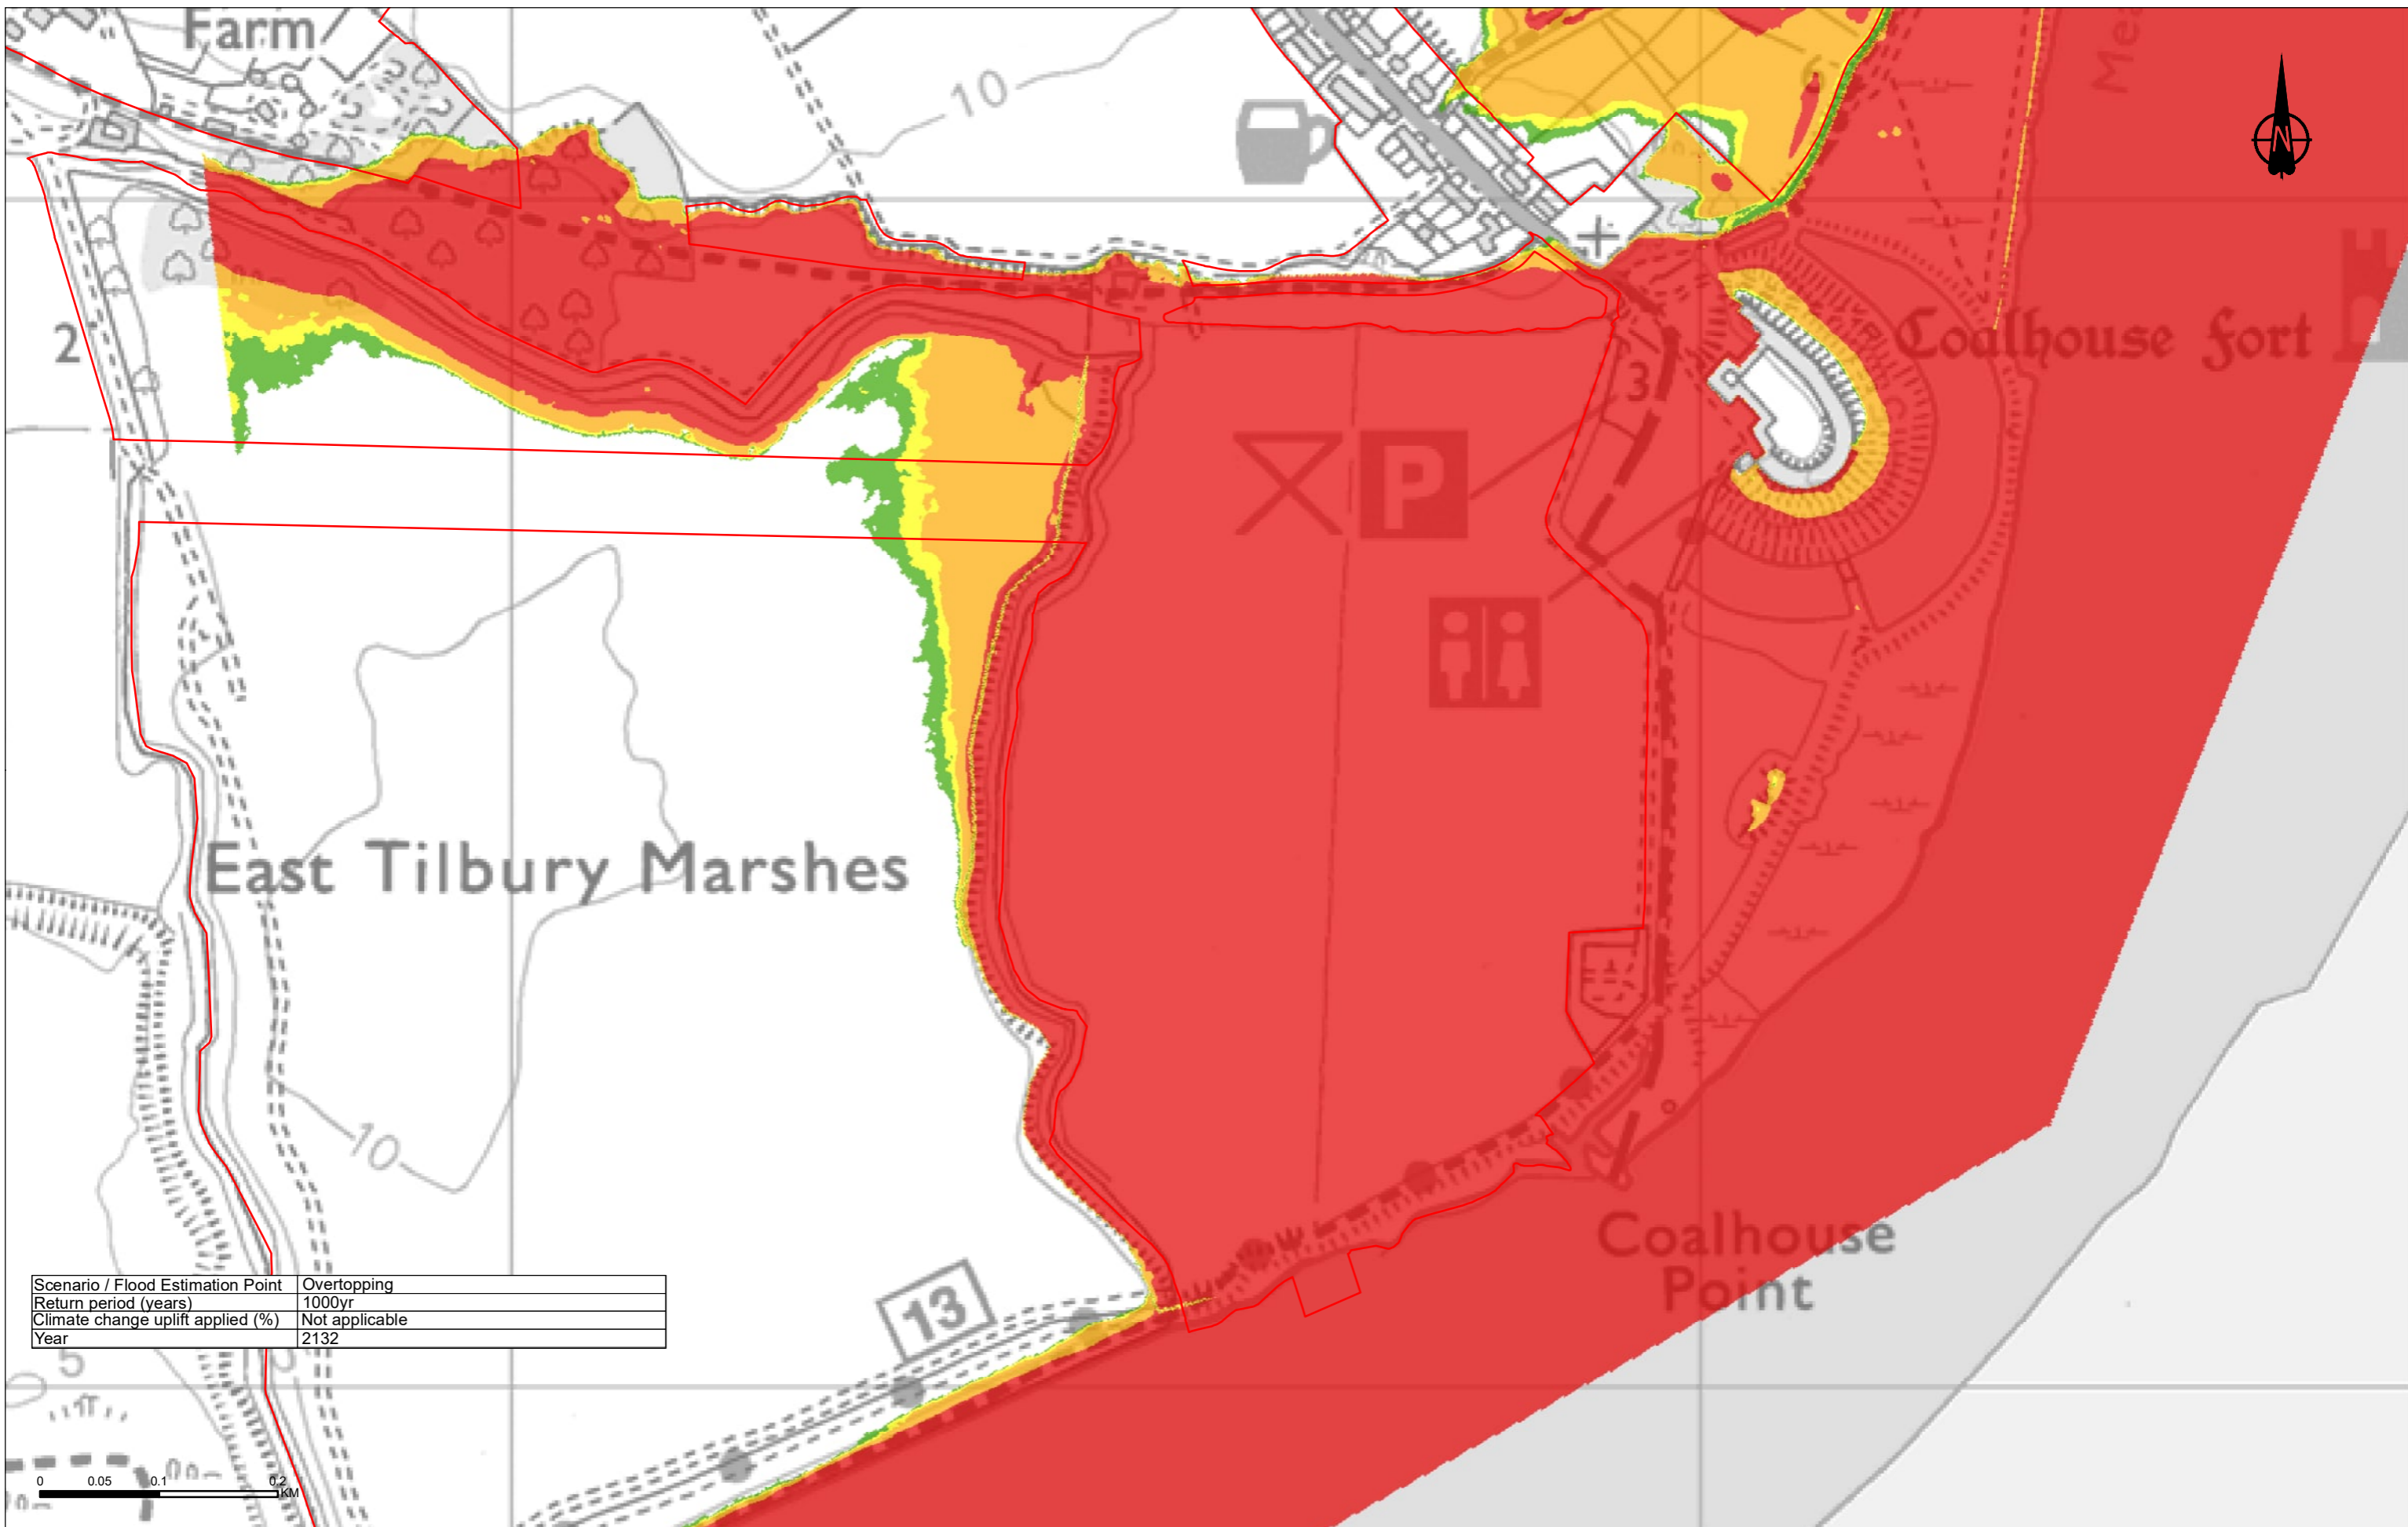 Farm
10
6
Mea
N
2
Coalhouse Fort
3
P
East Tilbury Marshes
10
Coalhouse
Point
13
Scenario / Flood Estimation Point Overtopping
Return period (years) 1000yr
Climate change uplift applied (%) Not applicable
Year 2132
5
0 0.05 0.1 0.2
KM